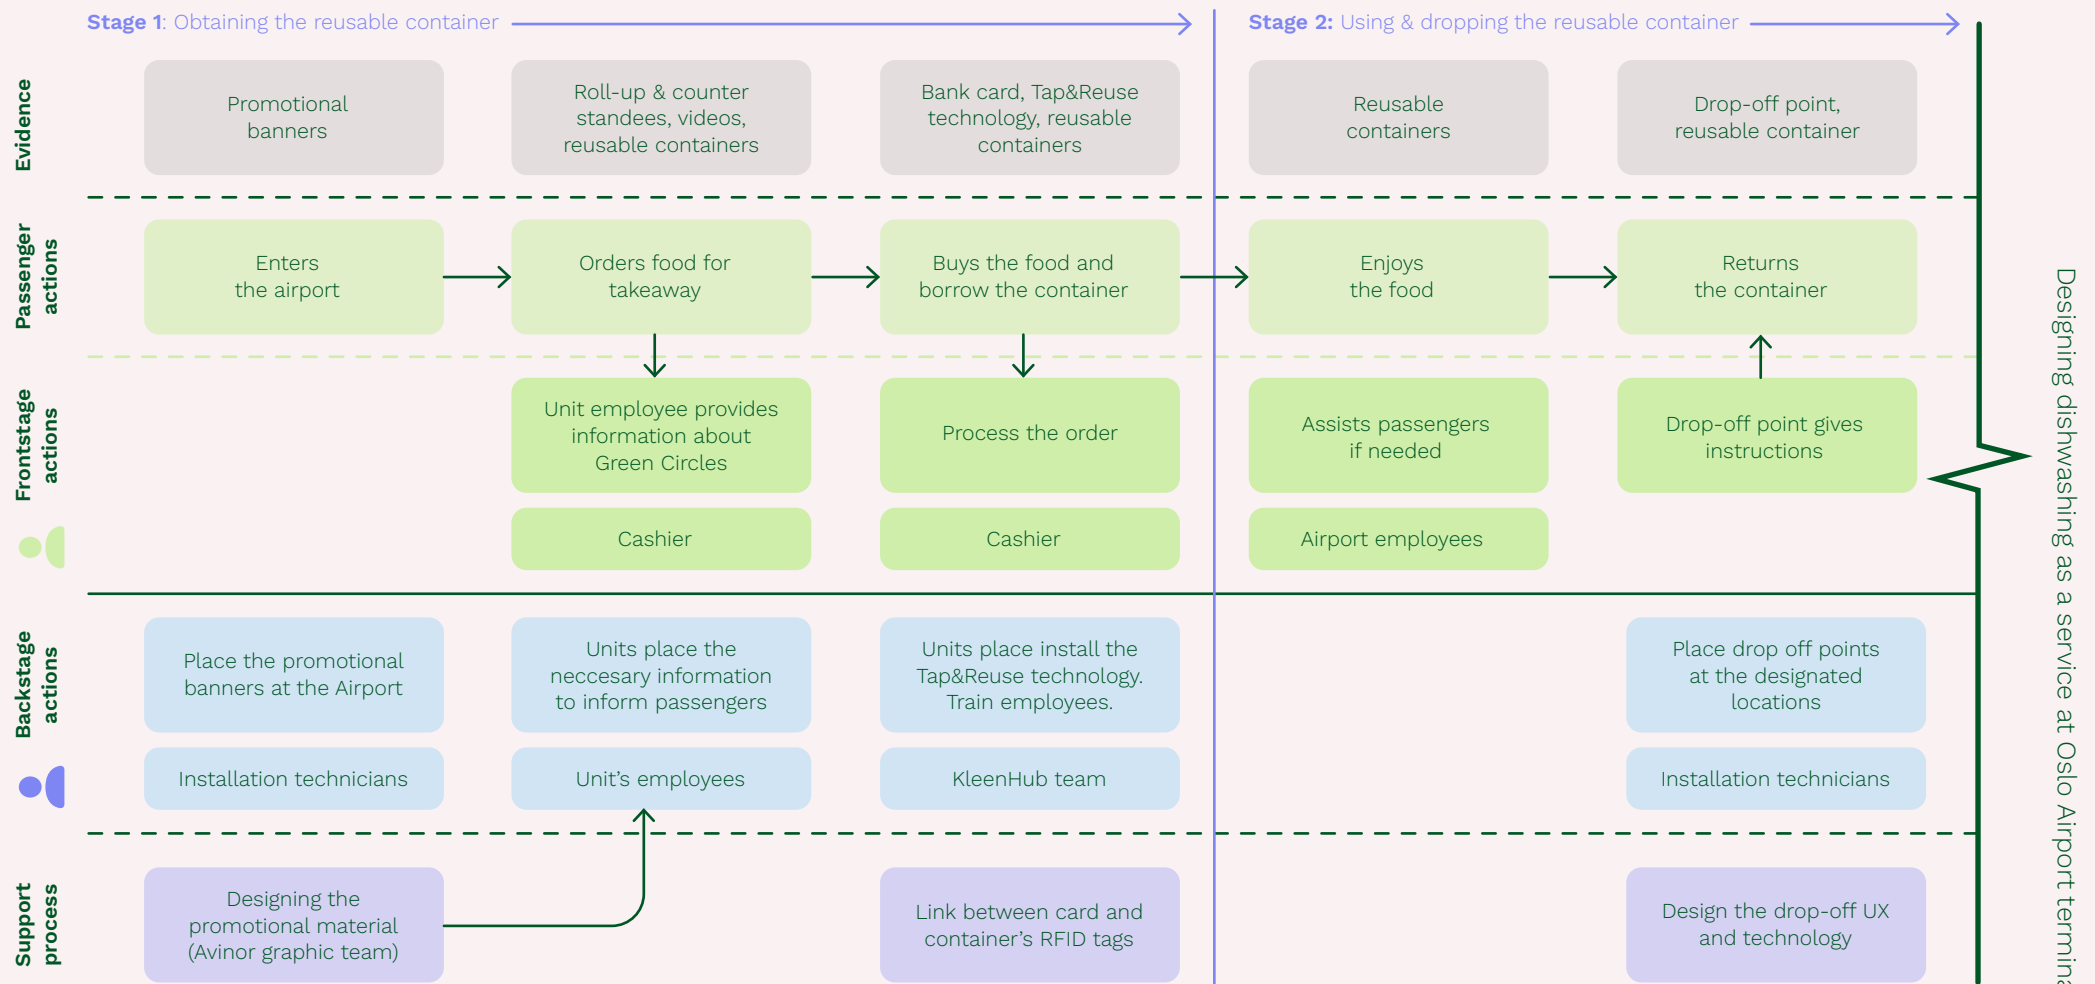 Stage 1: Obtaining the reusable container
Stage 2: Using & dropping the reusable container
Evidence
Promotional
banners
Roll-up & counter
standees, videos,
reusable containers
Bank card, Tap&Reuse
technology, reusable
containers
Reusable
containers
Drop-off point,
reusable container
Passenger
actions
Enters
the airport
Orders food for
takeaway
Buys the food and
borrow the container
Enjoys
the food
Returns
the container
Frontstage
actions
Unit employee provides
information about
Green Circles
Process the order
Assists passengers
if needed
Drop-off point gives
instructions
Cashier
Cashier
Airport employees
Backstage
actions
Place the promotional
banners at the Airport
Units place the
neccesary information
to inform passengers
Units place install the
Tap&Reuse technology.
Train employees.
Place drop off points
at the designated
locations
Installation technicians
Unit’s employees
KleenHub team
Installation technicians
Support
process
Designing the
promotional material
(Avinor graphic team)
Link between card and
container’s RFID tags
Design the drop-off UX
and technology
Designing dishwashing as a service at Oslo Airport